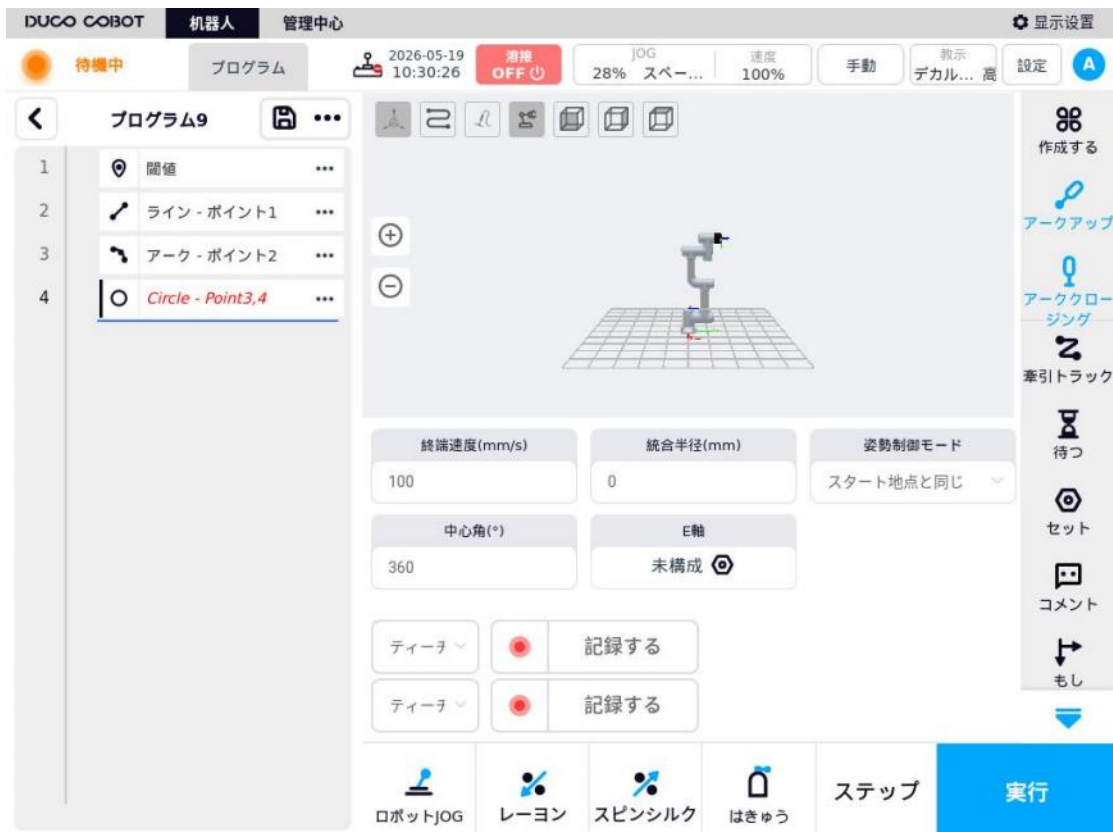 DUCO COBOT
机器人
管理中心
显示设置
待機中
プログラム
2026-05-19
10:30:26
溶接
OFF
JOG
28% スペー...
速度
100%
手動
教示
デカル... 高
設定
A
プログラム9
1 閾値
2 ライン - ポイント1
3 アーク - ポイント2
4 Circle - Point3,4
終端速度(mm/s)
100
統合半径(mm)
0
姿勢制御モード
スタート地点と同じ
中心角(°)
360
E軸
未構成
ティーチ
記録する
ティーチ
記録する
作成する
アークアップ
アーククロー
ジング
牽引トラック
待つ
セット
コメント
もし
ロボットJOG
レーヨン
スピンシルク
はきゅう
ステップ
実行